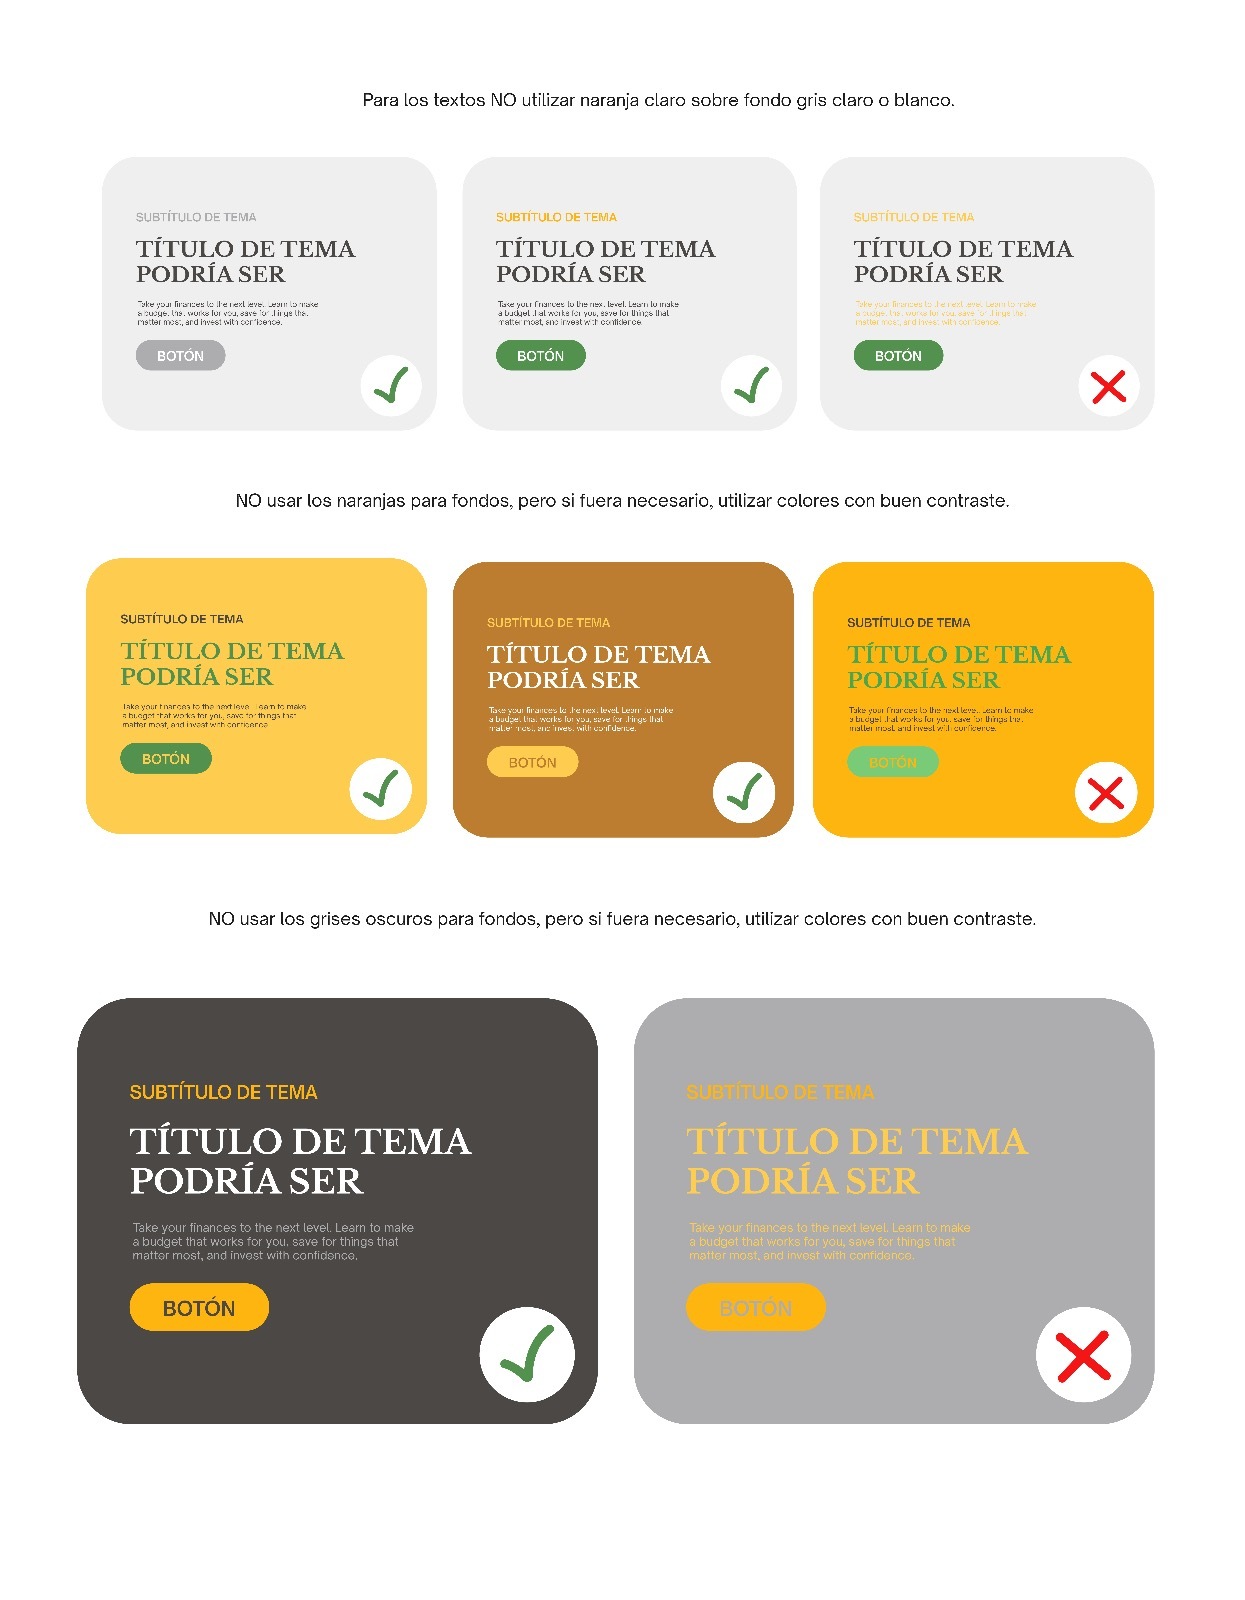 Para los textos NO utilizar naranja claro sobre fondo gris claro o blanco.
SUBTÍTULO DE TEMA
TÍTULO DE TEMA
PODRÍA SER
Take your finances to the next level. Learn to make
a budget that works for you, save for things that
matter most, and invest with confidence.
BOTÓN
SUBTÍTULO DE TEMA
TÍTULO DE TEMA
PODRÍA SER
Take your finances to the next level. Learn to make
a budget that works for you, save for things that
matter most, and invest with confidence.
BOTÓN
SUBTÍTULO DE TEMA
TÍTULO DE TEMA
PODRÍA SER
Take your finances to the next level. Learn to make
a budget that works for you, save for things that
matter most, and invest with confidence.
BOTÓN
NO usar los naranjas para fondos, pero si fuera necesario, utilizar colores con buen contraste.
SUBTÍTULO DE TEMA
TÍTULO DE TEMA
PODRÍA SER
Take your finances to the next level. Learn to make
a budget that works for you, save for things that
matter most, and invest with confidence.
BOTÓN
SUBTÍTULO DE TEMA
TÍTULO DE TEMA
PODRÍA SER
Take your finances to the next level. Learn to make
a budget that works for you, save for things that
matter most, and invest with confidence.
BOTÓN
SUBTÍTULO DE TEMA
TÍTULO DE TEMA
PODRÍA SER
Take your finances to the next level. Learn to make
a budget that works for you, save for things that
matter most, and invest with confidence.
BOTÓN
NO usar los grises oscuros para fondos, pero si fuera necesario, utilizar colores con buen contraste.
SUBTÍTULO DE TEMA
TÍTULO DE TEMA
PODRÍA SER
Take your finances to the next level. Learn to make
a budget that works for you, save for things that
matter most, and invest with confidence.
BOTÓN
SUBTÍTULO DE TEMA
TÍTULO DE TEMA
PODRÍA SER
Take your finances to the next level. Learn to make
a budget that works for you, save for things that
matter most, and invest with confidence.
BOTÓN